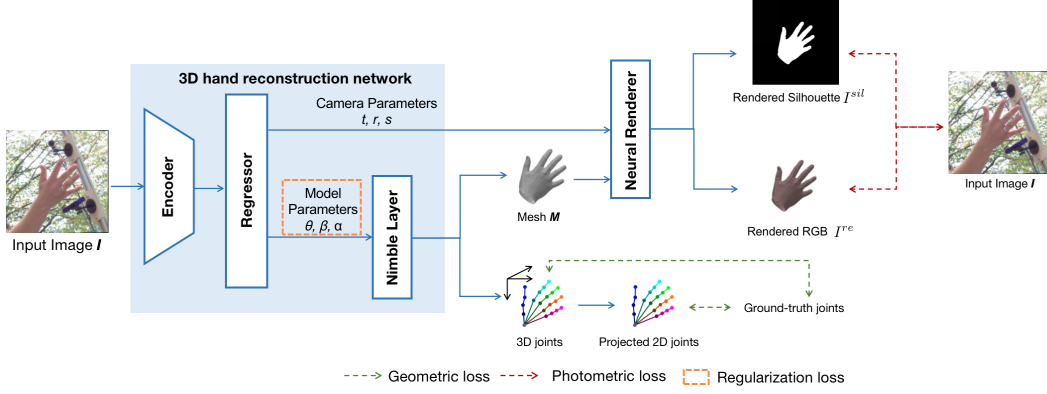 3D hand reconstruction network
Camera Parameters
t, r, s
Encoder
Regressor
Model
Parameters
θ, β, α
Nimble Layer
Input Image I
Mesh M
Neural Renderer
Rendered Silhouette I^{sil}
Rendered RGB I^{re}
Input Image I
3D joints
Projected 2D joints
Ground-truth joints
Geometric loss
Photometric loss
Regularization loss